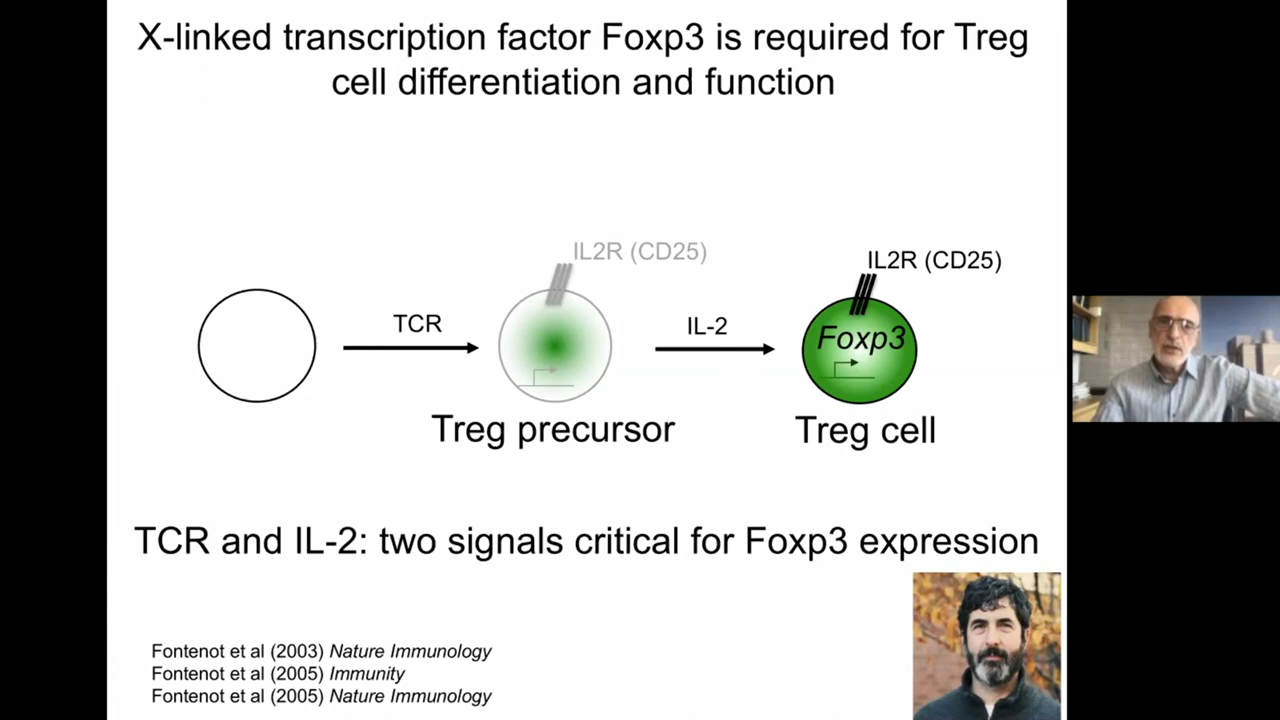 X-linked transcription factor Foxp3 is required for Treg
cell differentiation and function
IL2R (CD25)
IL2R (CD25)
TCR
IL-2
Foxp3
Treg precursor
Treg cell
TCR and IL-2: two signals critical for Foxp3 expression
Fontenot et al (2003) Nature Immunology
Fontenot et al (2005) Immunity
Fontenot et al (2005) Nature Immunology